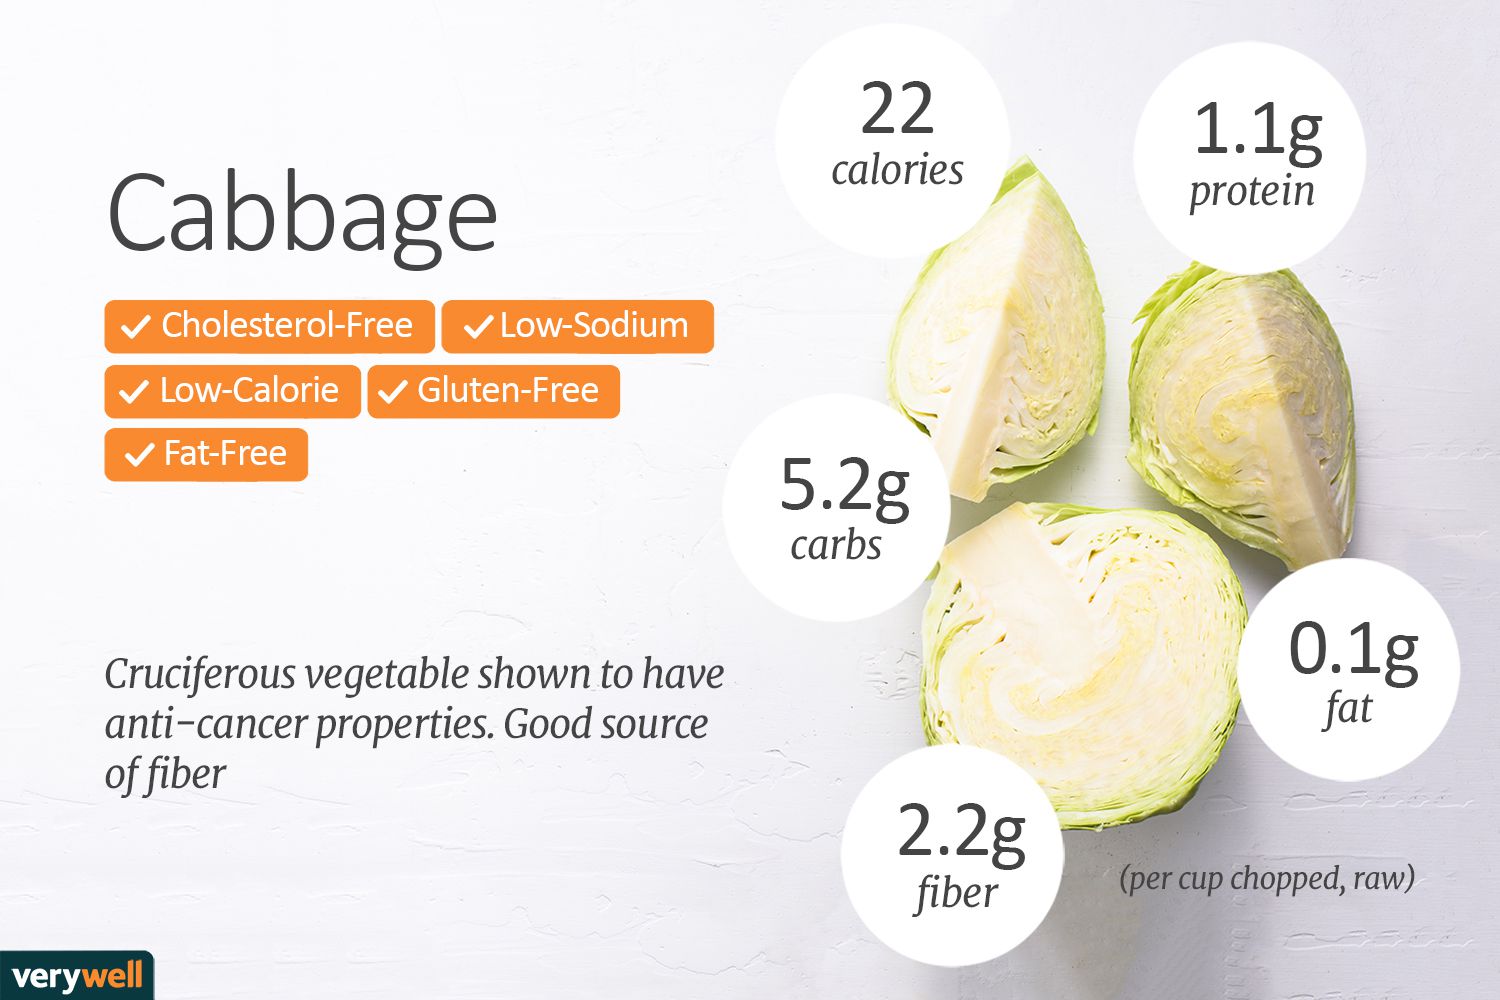 Cabbage
Cholesterol-Free
Low-Sodium
Low-Calorie
Gluten-Free
Fat-Free
Cruciferous vegetable shown to have
anti-cancer properties. Good source
of fiber
22
calories
1.1g
protein
5.2g
carbs
0.1g
fat
2.2g
fiber
(per cup chopped, raw)
verywell